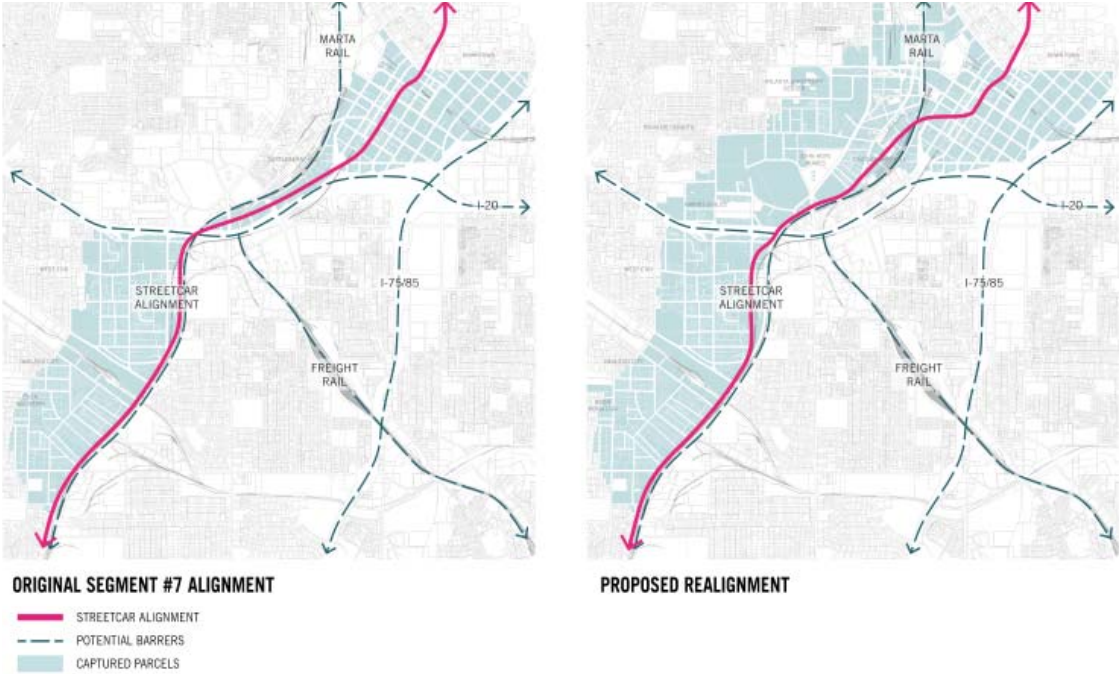 MARTA
RAIL
I-20
I-75/85
STREETCAR
ALIGNMENT
FREIGHT
RAIL
MARTA
RAIL
I-20
I-75/85
STREETCAR
ALIGNMENT
FREIGHT
RAIL
ORIGINAL SEGMENT #7 ALIGNMENT
STREETCAR ALIGNMENT
POTENTIAL BARRERS
CAPTURED PARCELS
PROPOSED REALIGNMENT